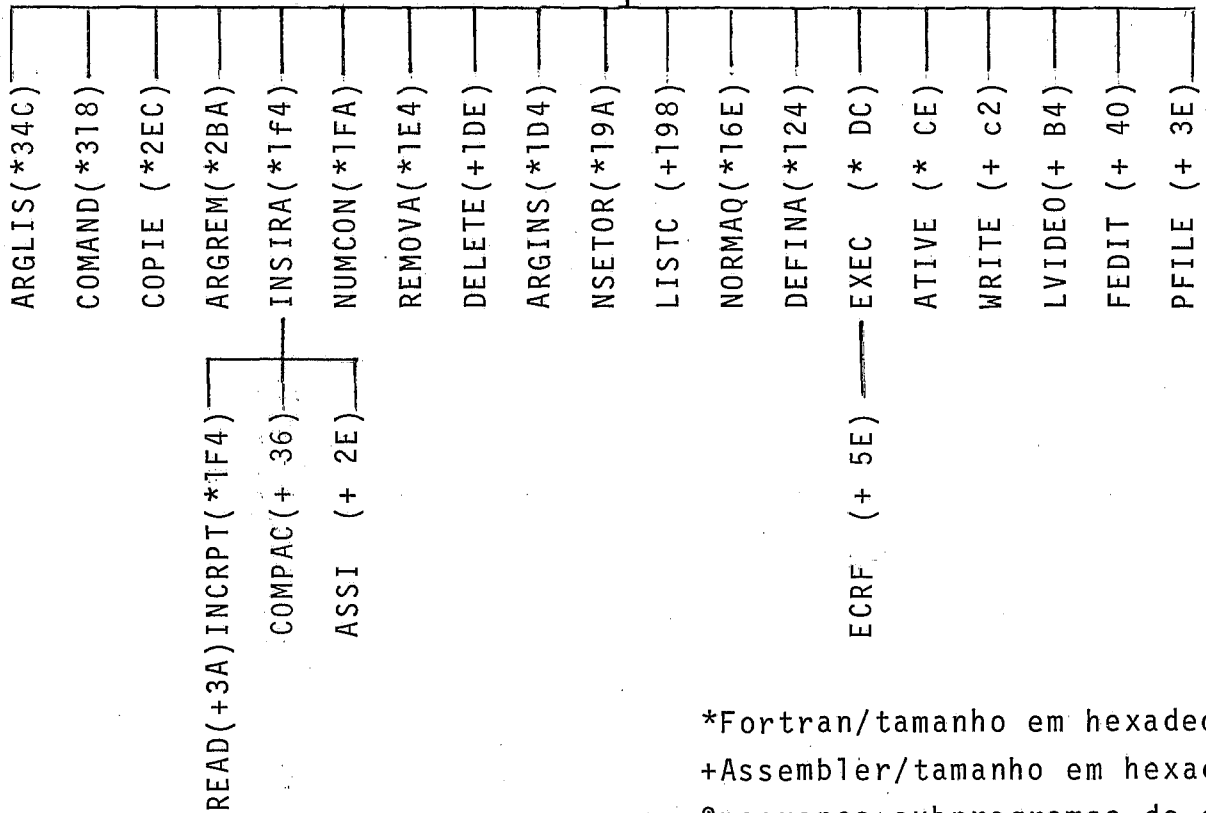 ARGLIS(*34C)
COMAND(*318)
COPIE (*2EC)
ARGREM(*2BA)
INSIRA(*1f4)
NUMCON(*1FA)
REMOVA(*1E4)
DELETE(+1DE)
ARGINS(*1D4)
NSETOR(*19A)
LISTC (+198)
NORMAQ(*16E)
DEFINA(*124)
EXEC (* DC)
ATIVE (* CE)
WRITE (+ c2)
LVIDEO(+ B4)
FEDIT (+ 40)
PFILE (+ 3E)
READ(+3A)INCRPT(*1F4)
COMPAC(+ 36)
ASSI (+ 2E)
ECRF (+ 5E)
*Fortran/tamanho em hexadec
+Assembler/tamanho em hexa